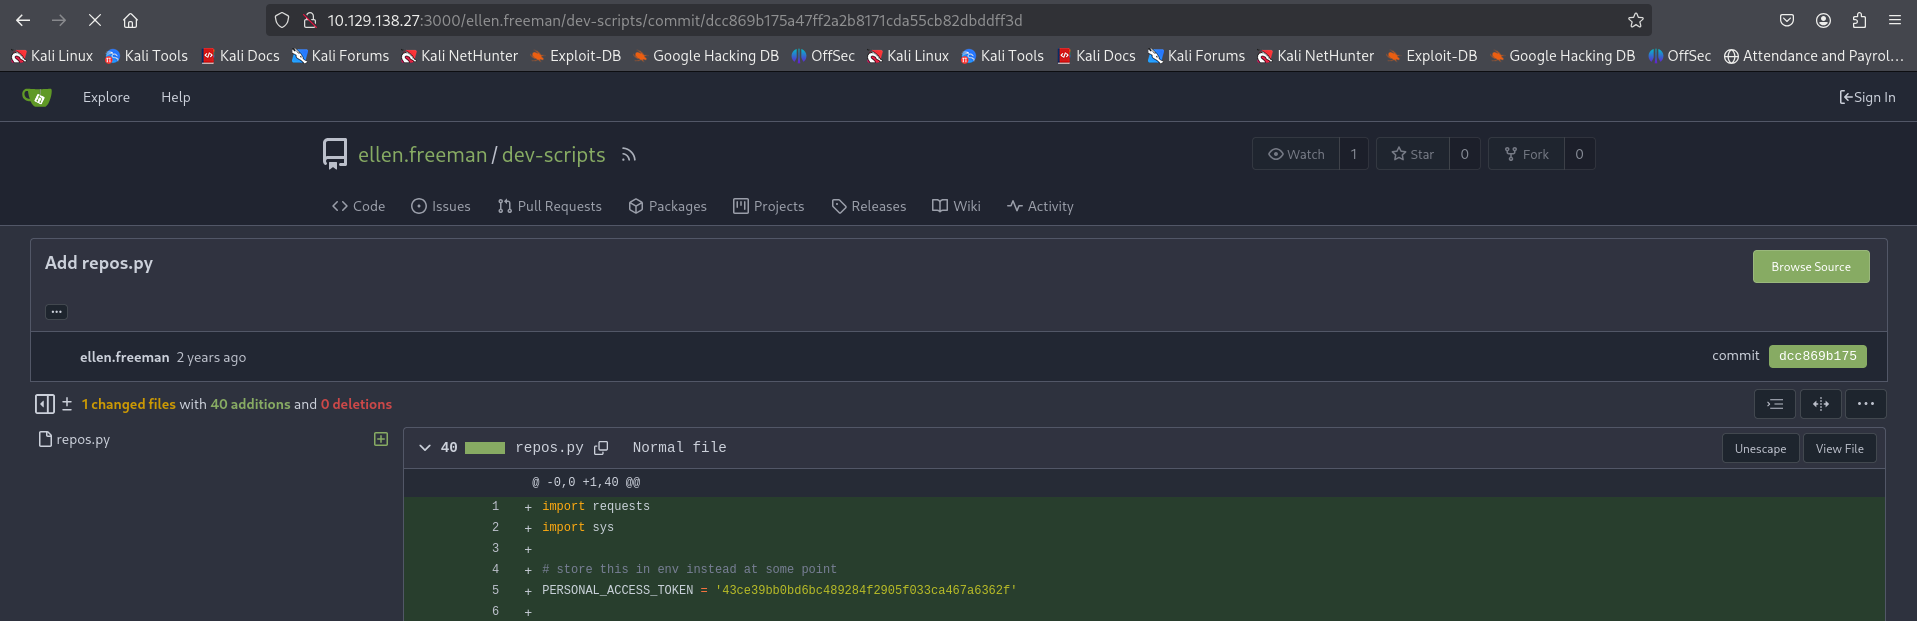 10.129.138.27:3000/ellen.freeman/dev-scripts/commit/dcc869b175a47ff2a2b8171cda55cb82dbddff3d
Kali Linux Kali Tools Kali Docs Kali Forums Kali NetHunter Exploit-DB Google Hacking DB OffSec Kali Linux Kali Tools Kali Docs Kali Forums Kali NetHunter Exploit-DB Google Hacking DB OffSec Attendance and Payrol...
Explore Help Sign In
ellen.freeman / dev-scripts Watch 1 Star 0 Fork 0
Code Issues Pull Requests Packages Projects Releases Wiki Activity
Add repos.py Browse Source
...
ellen.freeman 2 years ago commit dcc869b175
1 changed files with 40 additions and 0 deletions
repos.py
40 repos.py Normal file Unescape View File
@ -0,0 +1,40 @@
1 + import requests
2 + import sys
3 +
4 + # store this in env instead at some point
5 + PERSONAL_ACCESS_TOKEN = '43ce39bb0bd6bc489284f2905f033ca467a6362f'
6 +